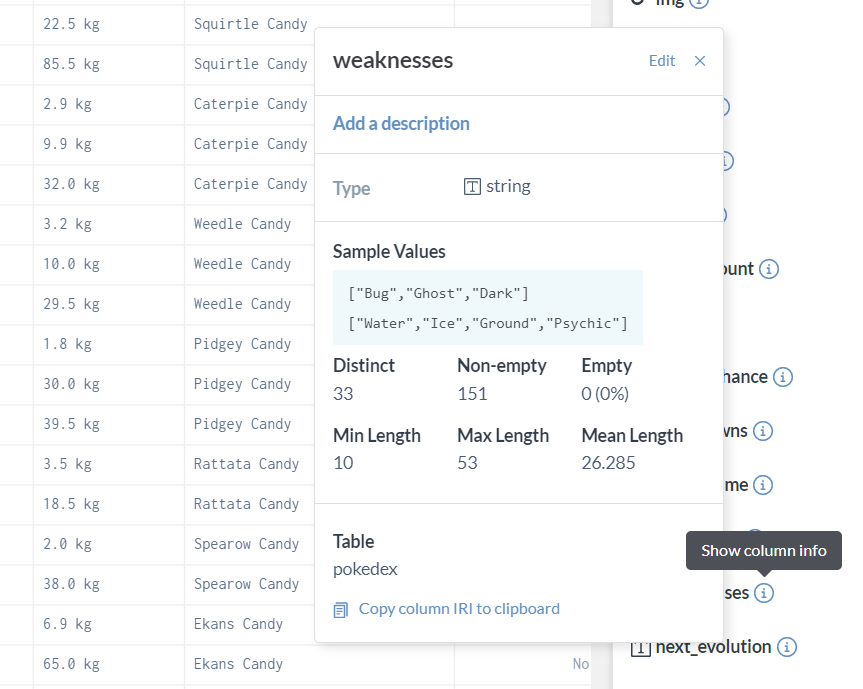 22.5 kg Squirtle Candy
85.5 kg Squirtle Candy
2.9 kg Caterpie Candy
9.9 kg Caterpie Candy
32.0 kg Caterpie Candy
3.2 kg Weedle Candy
10.0 kg Weedle Candy
29.5 kg Weedle Candy
1.8 kg Pidgey Candy
30.0 kg Pidgey Candy
39.5 kg Pidgey Candy
3.5 kg Rattata Candy
18.5 kg Rattata Candy
2.0 kg Spearow Candy
38.0 kg Spearow Candy
6.9 kg Ekans Candy
65.0 kg Ekans Candy No
weaknesses Edit ×
Add a description
Type T string
Sample Values
["Bug","Ghost","Dark"]
["Water","Ice","Ground","Psychic"]
Distinct Non-empty Empty
33 151 0 (0%)
Min Length Max Length Mean Length
10 53 26.285
Table
pokedex
Copy column IRI to clipboard
img
ount
hance
wns
me
Show column info
ses
next_evolution